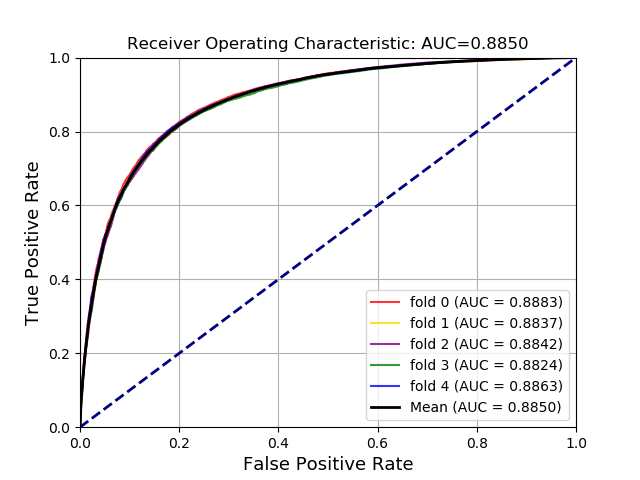 Receiver Operating Characteristic: AUC=0.8850
1.0
0.8
0.6
0.4
0.2
0.0
True Positive Rate
fold 0 (AUC = 0.8883)
fold 1 (AUC = 0.8837)
fold 2 (AUC = 0.8842)
fold 3 (AUC = 0.8824)
fold 4 (AUC = 0.8863)
Mean (AUC = 0.8850)
0.0 0.2 0.4 0.6 0.8 1.0
False Positive Rate